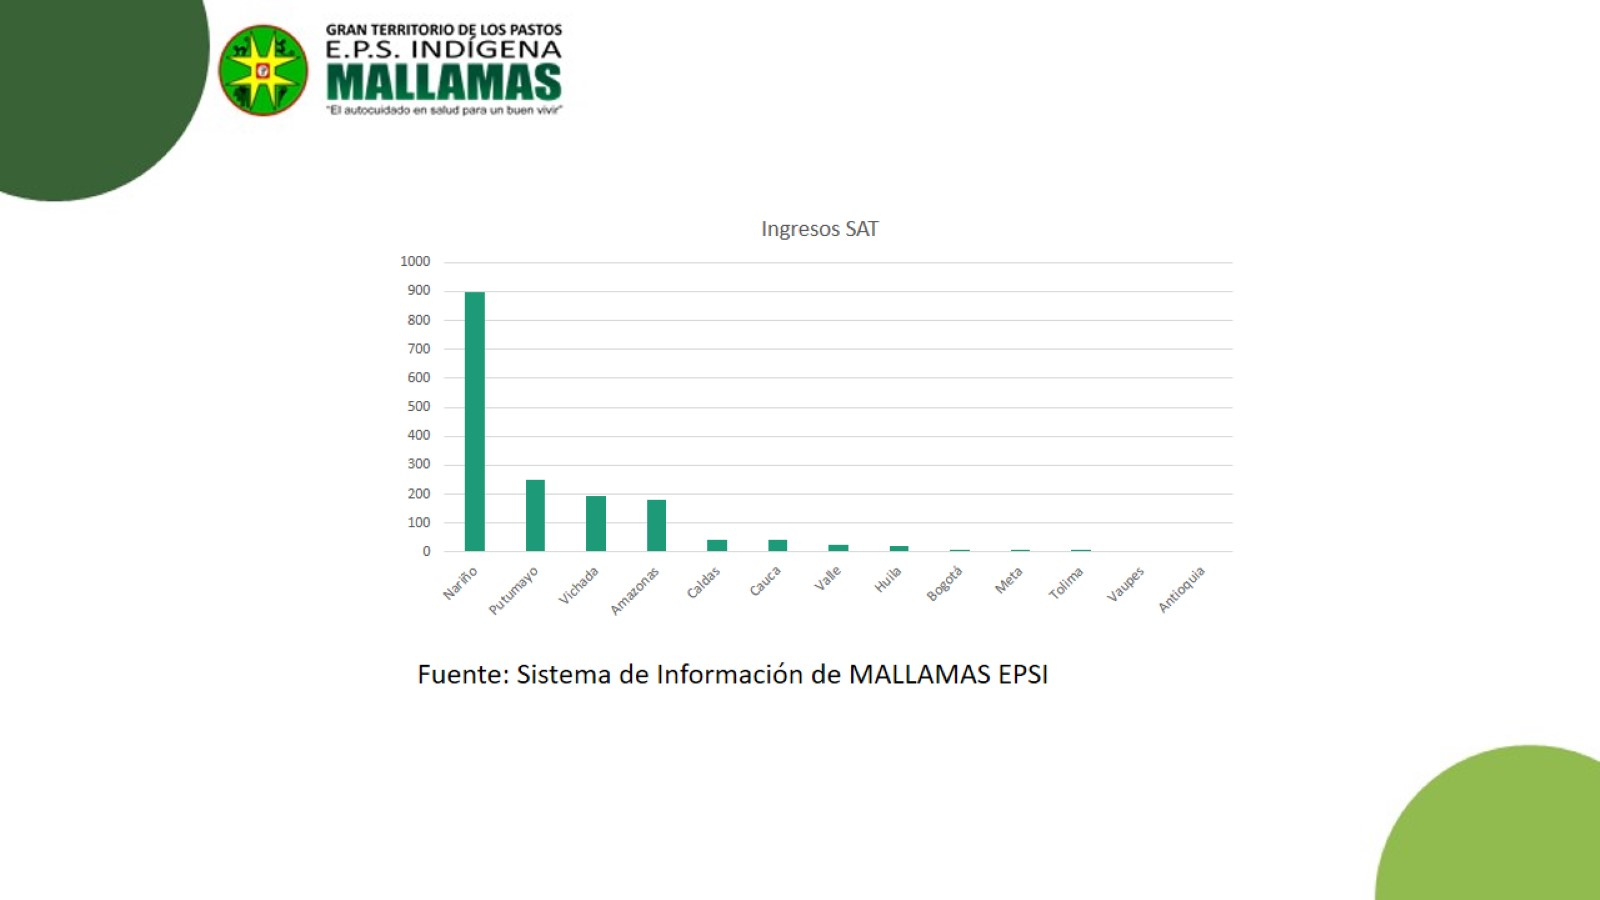 GRAN TERRITORIO DE LOS PASTOS
E.P.S. INDÍGENA
MALLAMAS
"El autocuidado en salud para un buen vivir"
Ingresos SAT
1000
900
800
700
600
500
400
300
200
100
0
Nariño
Putumayo
Vichada
Amazonas
Caldas
Cauca
Valle
Huila
Bogotá
Meta
Tolima
Vaupes
Antioquia
Fuente: Sistema de Información de MALLAMAS EPSI